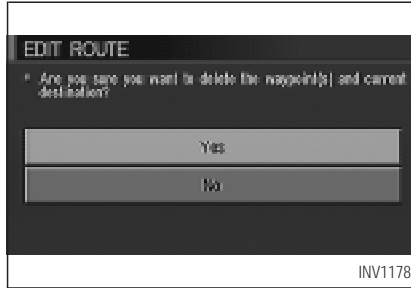 EDIT ROUTE
Are you sure you want to delete the waypoint(s) and current
destination?
Yes
No
INV1178